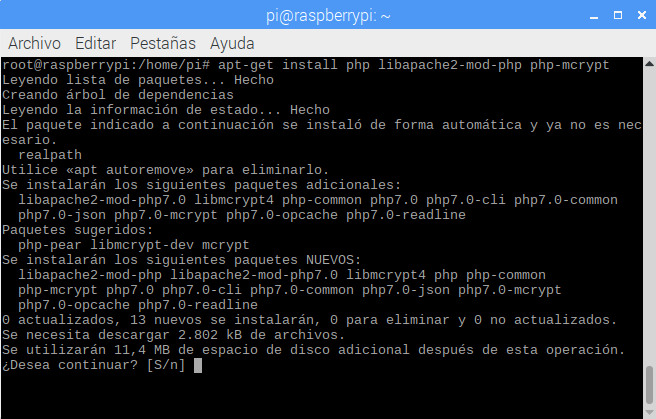 pi@raspberrypi: ~
Archivo Editar Pestañas Ayuda
root@raspberrypi:/home/pi# apt-get install php libapache2-mod-php php-mcrypt
Leyendo lista de paquetes... Hecho
Creando árbol de dependencias
Leyendo la información de estado... Hecho
El paquete indicado a continuación se instaló de forma automática y ya no es nec
esario.
  realpath
Utilice «apt autoremove» para eliminarlo.
Se instalarán los siguientes paquetes adicionales:
  libapache2-mod-php7.0 libmcrypt4 php-common php7.0 php7.0-cli php7.0-common
  php7.0-json php7.0-mcrypt php7.0-opcache php7.0-readline
Paquetes sugeridos:
  php-pear libmcrypt-dev mcrypt
Se instalarán los siguientes paquetes NUEVOS:
  libapache2-mod-php libapache2-mod-php7.0 libmcrypt4 php php-common
  php-mcrypt php7.0 php7.0-cli php7.0-common php7.0-json php7.0-mcrypt
  php7.0-opcache php7.0-readline
0 actualizados, 13 nuevos se instalarán, 0 para eliminar y 0 no actualizados.
Se necesita descargar 2.802 kB de archivos.
Se utilizarán 11,4 MB de espacio de disco adicional después de esta operación.
¿Desea continuar? [S/n]